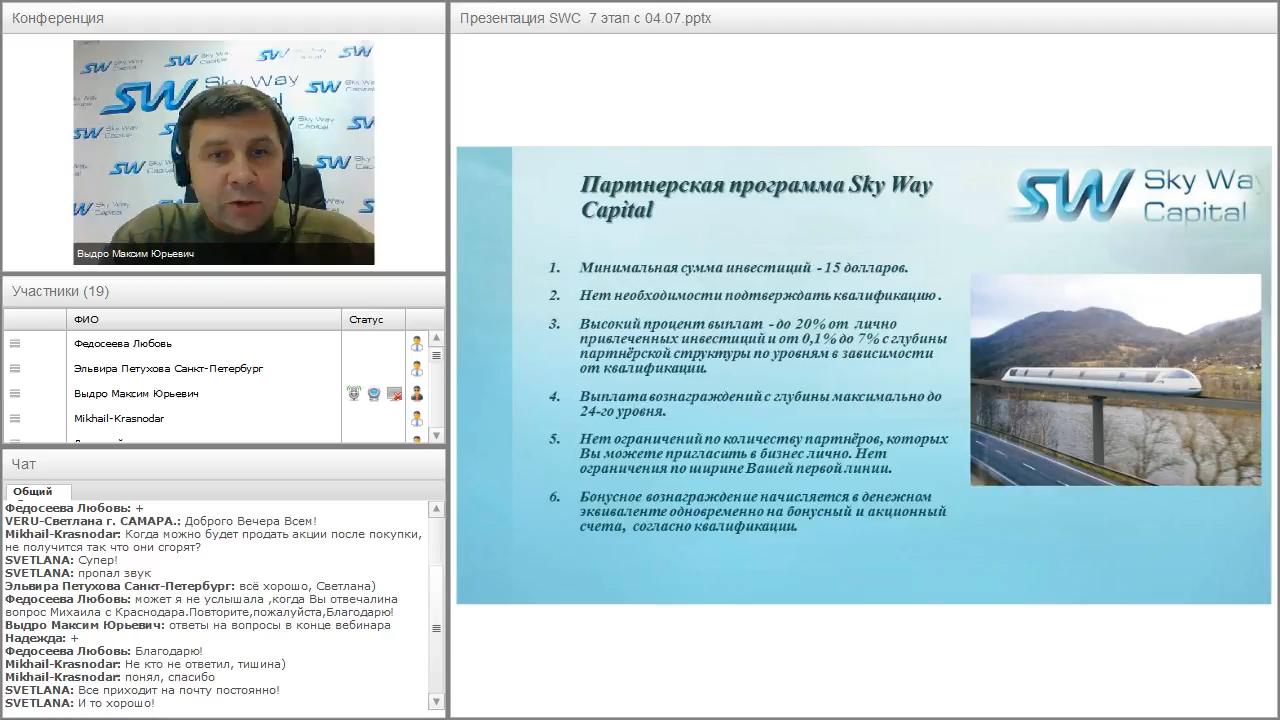 Конференция
Sky Way
Capital
SW
Sky Way
Capital
Выдро Максим Юрьевич
Участники (19)
ФИО
Статус
Федосеева Любовь
Эльвира Петухова Санкт-Петербург
Выдро Максим Юрьевич
Mikhail-Krasnodar
Чат
Общий
Федосеева Любовь: +
VERU-Светлана г. САМАРА.: Доброго Вечера Всем!
Mikhail-Krasnodar: Когда можно будет продать акции после покупки,
не получится так что они сгорят?
SVETLANA: Супер!
SVETLANA: пропал звук
Эльвира Петухова Санкт-Петербург: всё хорошо, Светлана)
Федосеева Любовь: может я не услышала ,когда Вы отвечалина
вопрос Михаила с Краснодара.Повторите,пожалуйста,Благодарю!
Выдро Максим Юрьевич: ответы на вопросы в конце вебинара
Надежда: +
Федосеева Любовь: Благодарю!
Mikhail-Krasnodar: Не кто не ответил, тишина)
Mikhail-Krasnodar: понял, спасибо
SVETLANA: Все приходит на почту постоянно!
SVETLANA: И то хорошо!
Презентация SWC 7 этап с 04.07.pptx
Партнерская программа Sky Way
Capital
SW Sky Way
Capital
1. Минимальная сумма инвестиций - 15 долларов.
2. Нет необходимости подтверждать квалификацию .
3. Высокий процент выплат - до 20% от лично
привлеченных инвестиций и от 0,1% до 7% с глубины
партнёрской структуры по уровням в зависимости
от квалификации.
4. Выплата вознаграждений с глубины максимально до
24-го уровня.
5. Нет ограничений по количеству партнёров, которых
Вы можете пригласить в бизнес лично. Нет
ограничения по ширине Вашей первой линии.
6. Бонусное вознаграждение начисляется в денежном
эквиваленте одновременно на бонусный и акционный
счета, согласно квалификации.